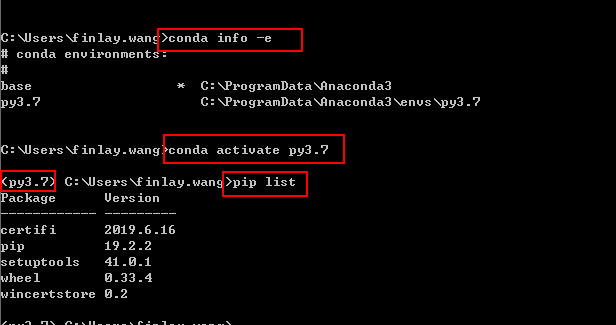 C:\Users\finlay.wang>conda info -e
# conda environments:
#
base                  *  C:\ProgramData\Anaconda3
py3.7                    C:\ProgramData\Anaconda3\envs\py3.7
C:\Users\finlay.wang>conda activate py3.7
(py3.7) C:\Users\finlay.wang>pip list
Package      Version
------------ ---------
certifi      2019.6.16
pip          19.2.2
setuptools   41.0.1
wheel        0.33.4
wincertstore 0.2
(py3.7) C:\Users\finlay.wang>